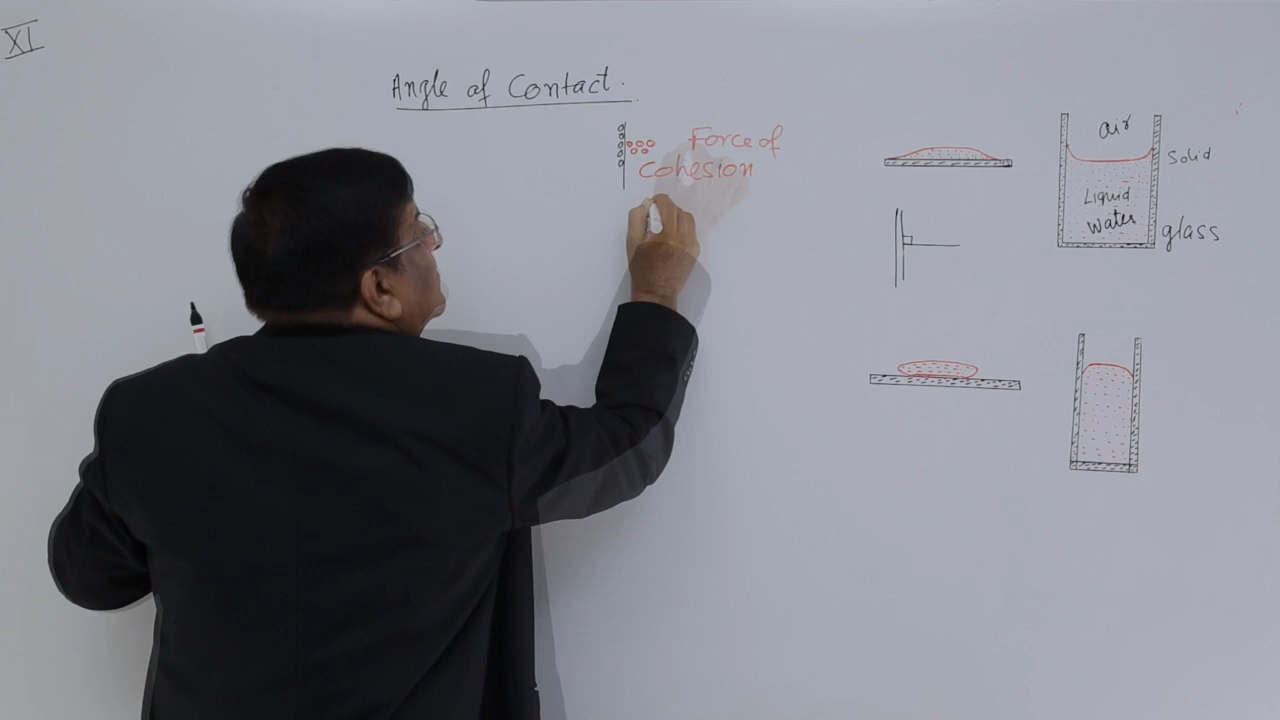 XI
Angle of Contact.
Force of
Cohesion
air
Solid
Liquid
water
glass